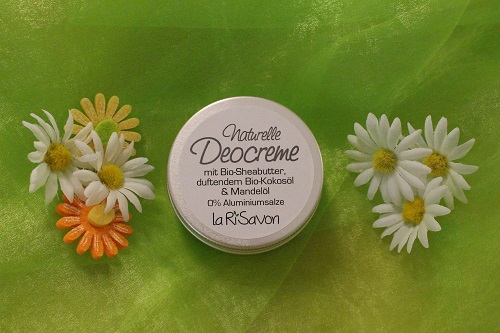 Naturelle
Deocreme
mit Bio-Sheabutter,
duftendem Bio-Kokosöl
& Mandelöl
0% Aluminiumsalze
la RiSavon